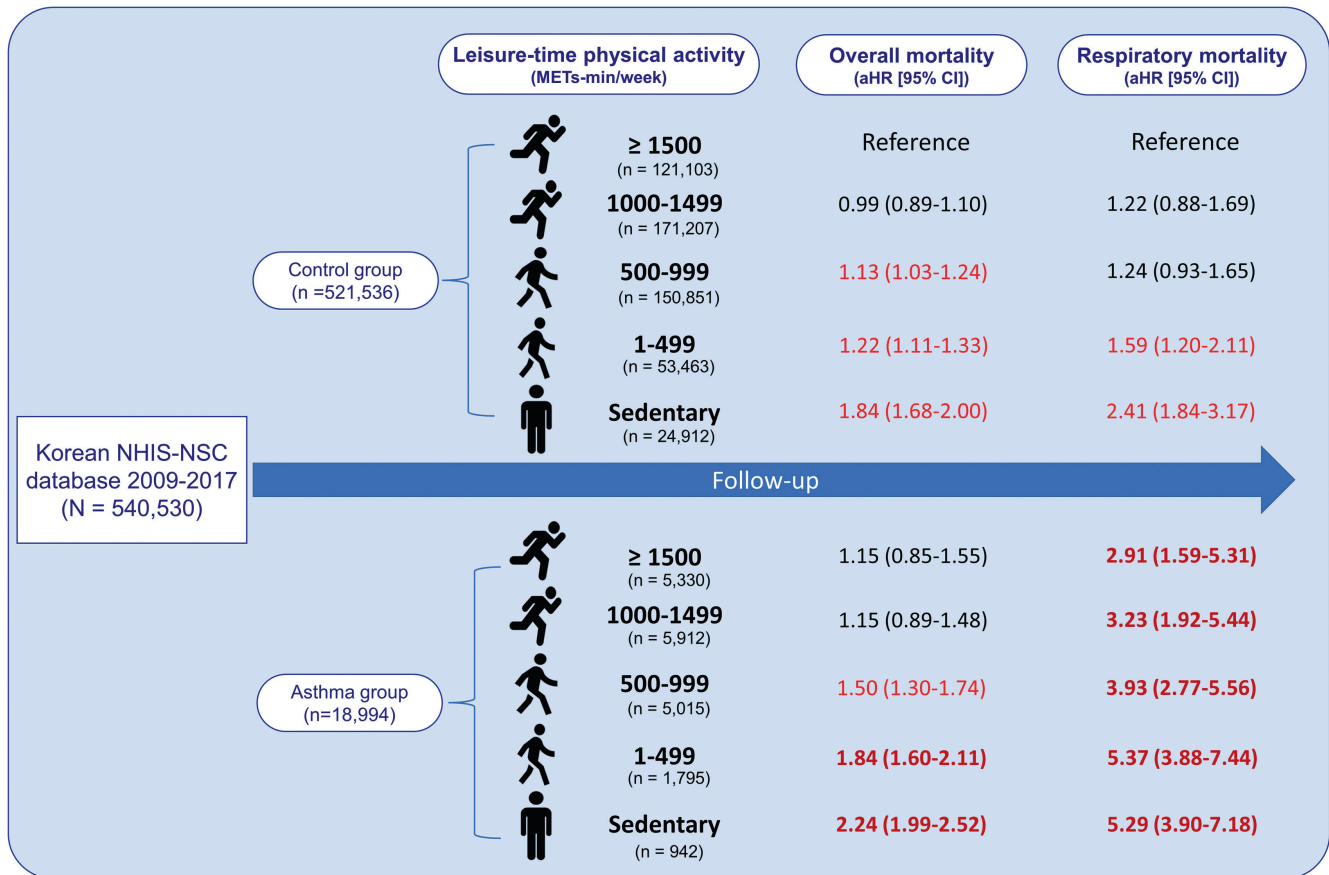 Leisure-time physical activity
(METs-min/week)
Overall mortality
(aHR [95% CI])
Respiratory mortality
(aHR [95% CI])
≥ 1500
(n = 121,103)
Reference
Reference
1000-1499
(n = 171,207)
0.99 (0.89-1.10)
1.22 (0.88-1.69)
Control group
(n =521,536)
500-999
(n = 150,851)
1.13 (1.03-1.24)
1.24 (0.93-1.65)
1-499
(n = 53,463)
1.22 (1.11-1.33)
1.59 (1.20-2.11)
Sedentary
(n = 24,912)
1.84 (1.68-2.00)
2.41 (1.84-3.17)
Korean NHIS-NSC
database 2009-2017
(N = 540,530)
Follow-up
≥ 1500
(n = 5,330)
1.15 (0.85-1.55)
2.91 (1.59-5.31)
1000-1499
(n = 5,912)
1.15 (0.89-1.48)
3.23 (1.92-5.44)
Asthma group
(n=18,994)
500-999
(n = 5,015)
1.50 (1.30-1.74)
3.93 (2.77-5.56)
1-499
(n = 1,795)
1.84 (1.60-2.11)
5.37 (3.88-7.44)
Sedentary
(n = 942)
2.24 (1.99-2.52)
5.29 (3.90-7.18)